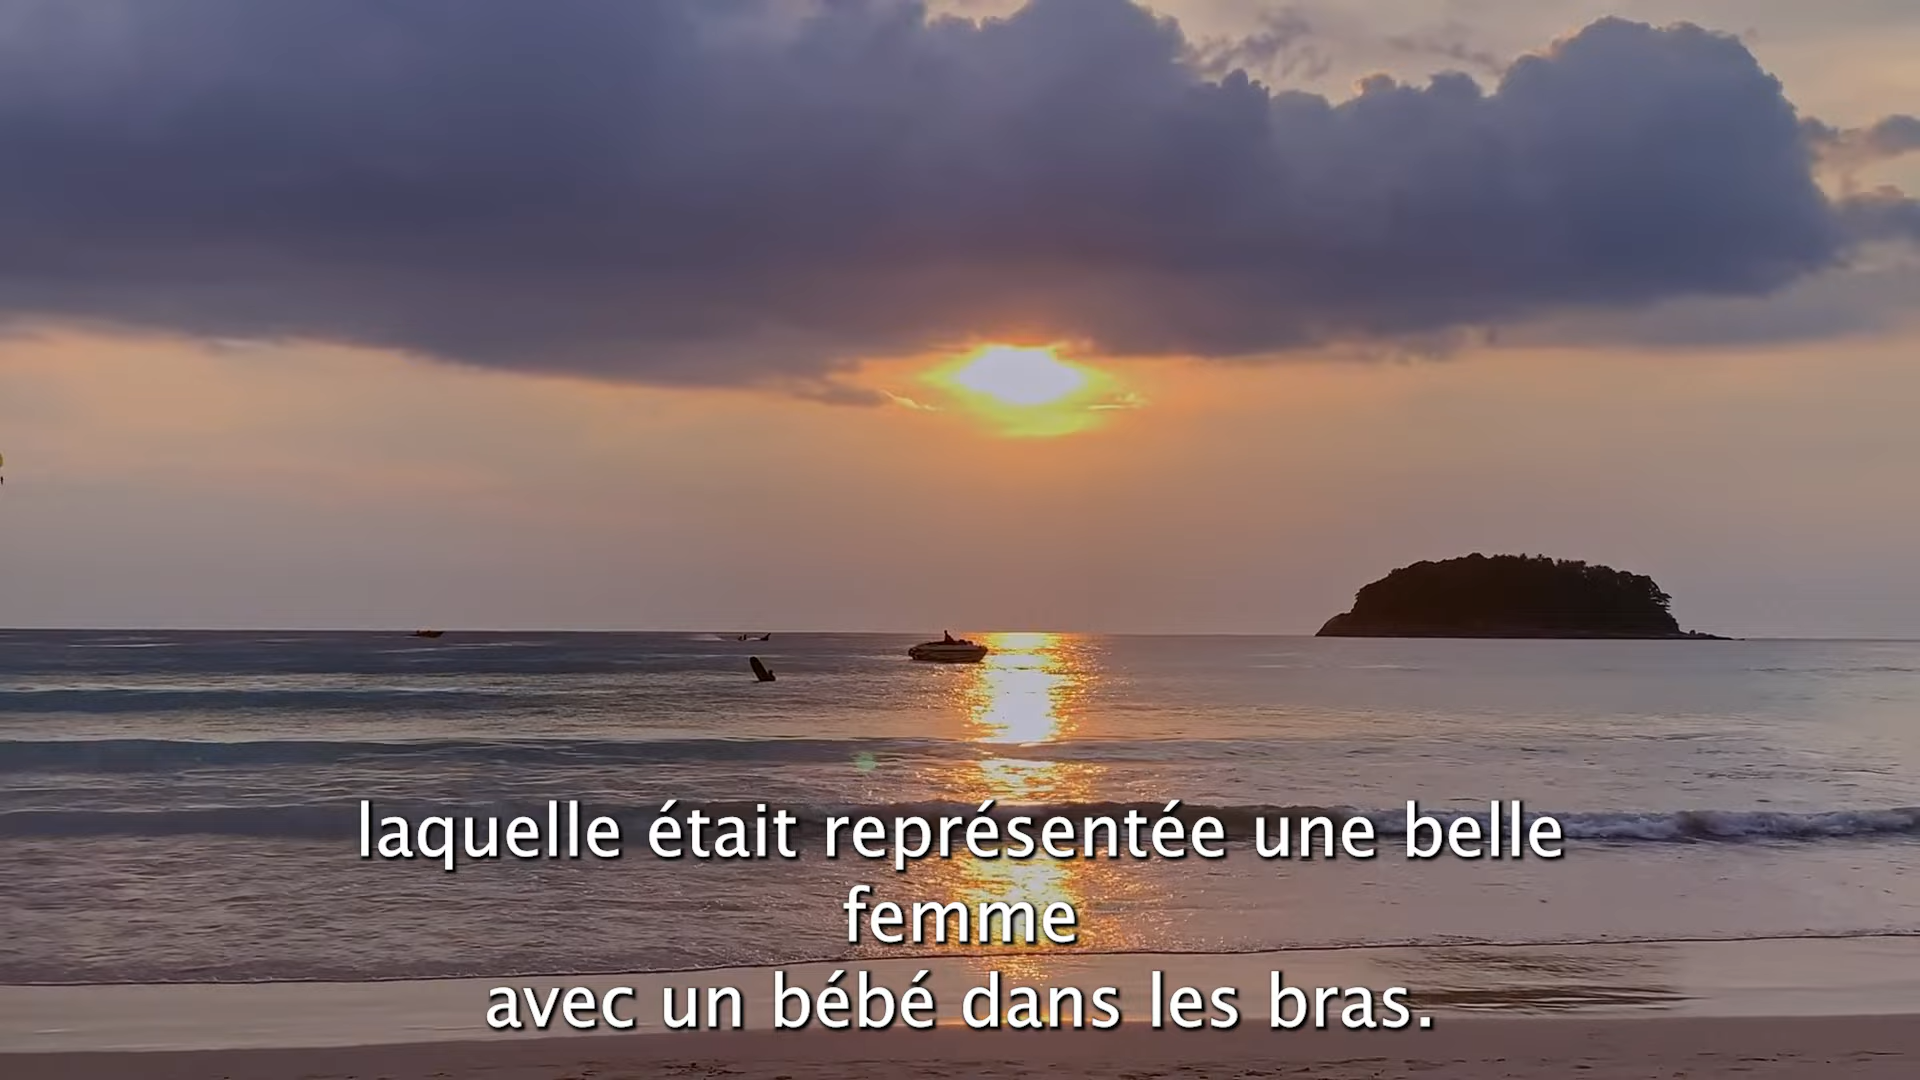 laquelle était représentée une belle
femme
avec un bébé dans les bras.